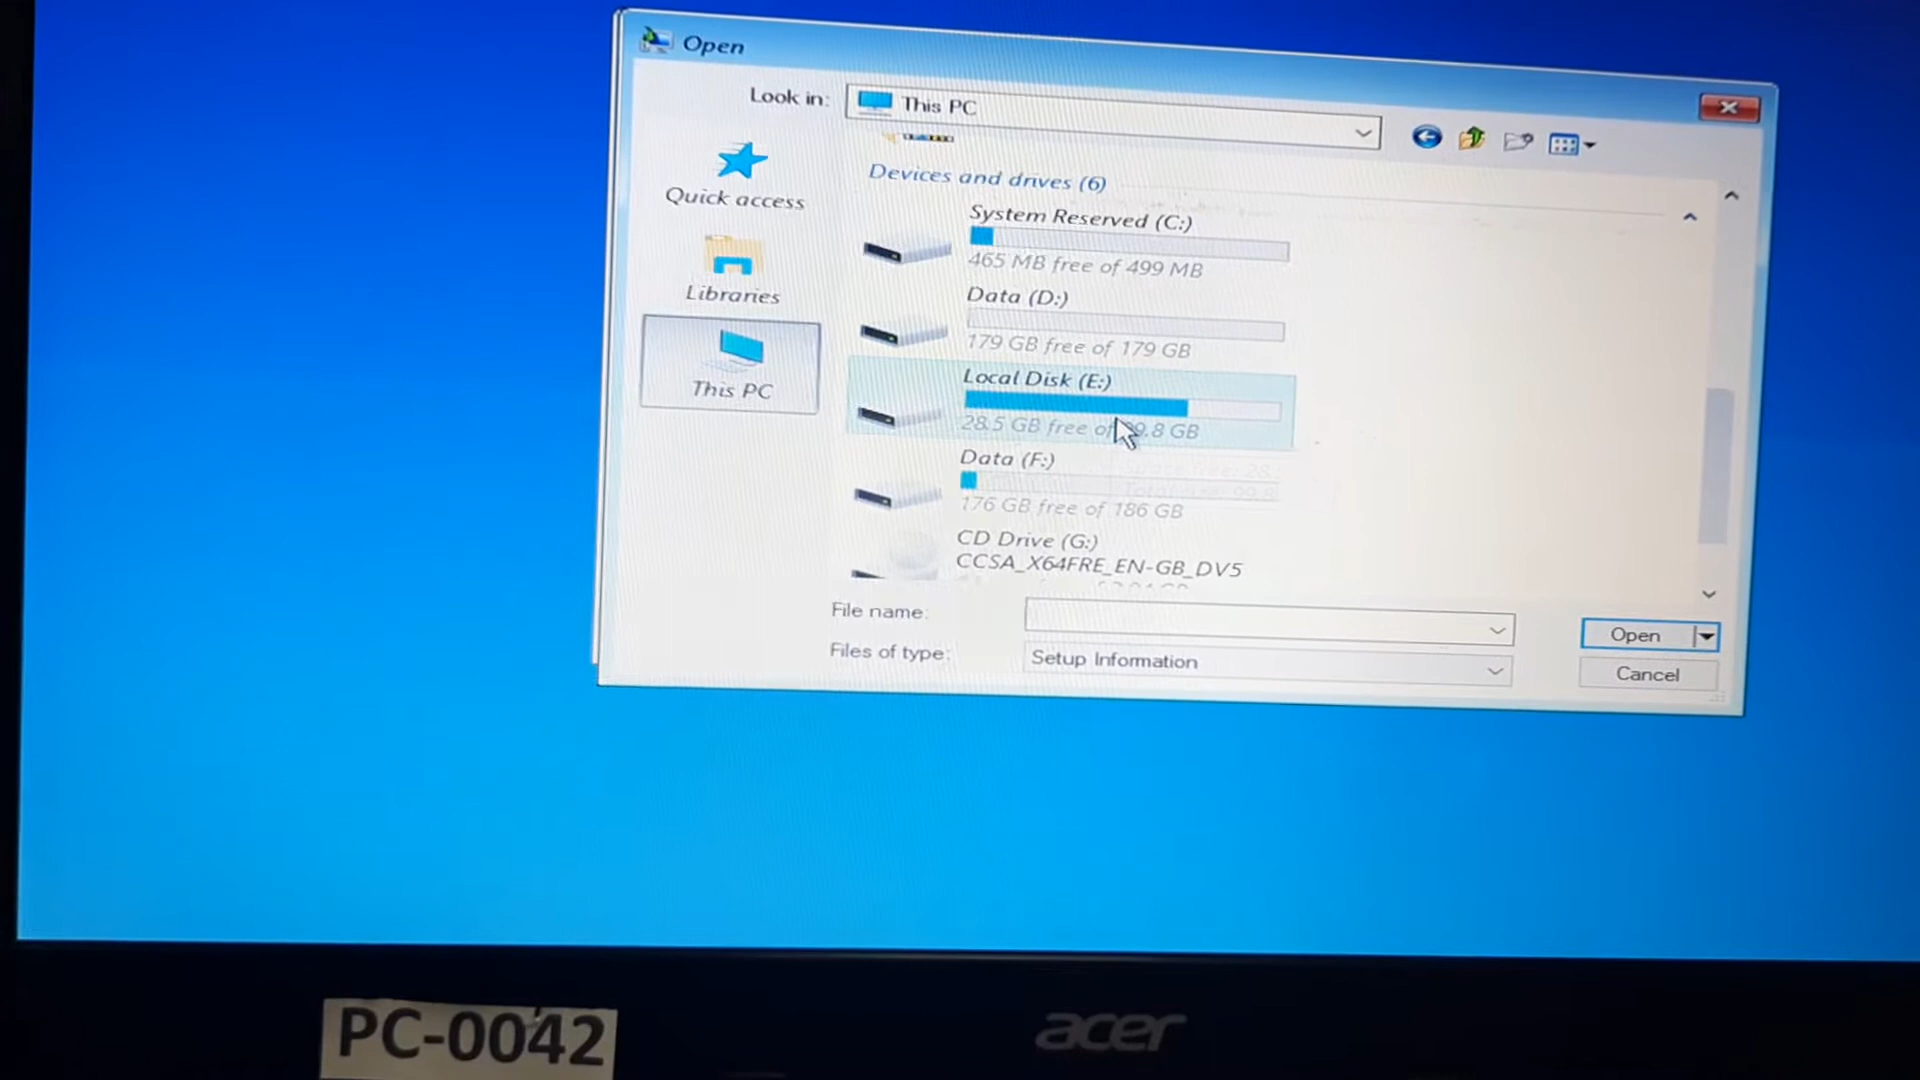 Open
Look in:
This PC
Quick access
Libraries
This PC
Devices and drives (6)
System Reserved (C:)
465 MB free of 499 MB
Data (D:)
179 GB free of 179 GB
Local Disk (E:)
28.5 GB free of 9.8 GB
Data (F:)
176 GB free of 186 GB
CD Drive (G:)
CCSA_X64FRE_EN-GB_DV5
File name:
Files of type:
Setup Information
Open
Cancel
PC-0042
acer